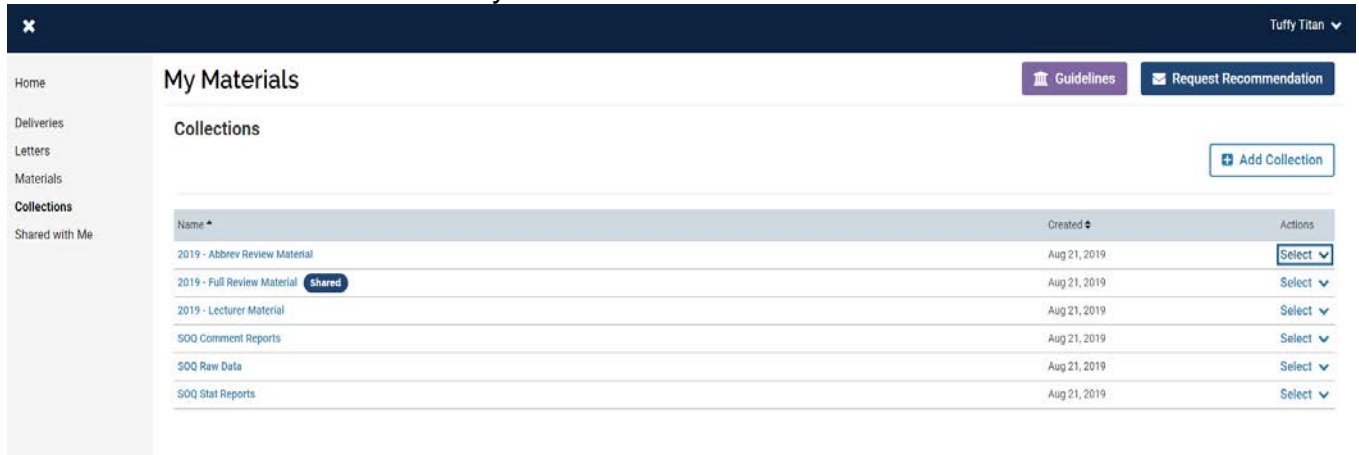 Tuffy Titan
Home
Deliveries
Letters
Materials
Collections
Shared with Me
My Materials
Guidelines
Request Recommendation
Collections
Add Collection
Name Created Actions
2019 - Abbrev Review Material Aug 21, 2019 Select
2019 - Full Review Material Shared Aug 21, 2019 Select
2019 - Lecturer Material Aug 21, 2019 Select
SOQ Comment Reports Aug 21, 2019 Select
SOQ Raw Data Aug 21, 2019 Select
SOQ Stat Reports Aug 21, 2019 Select